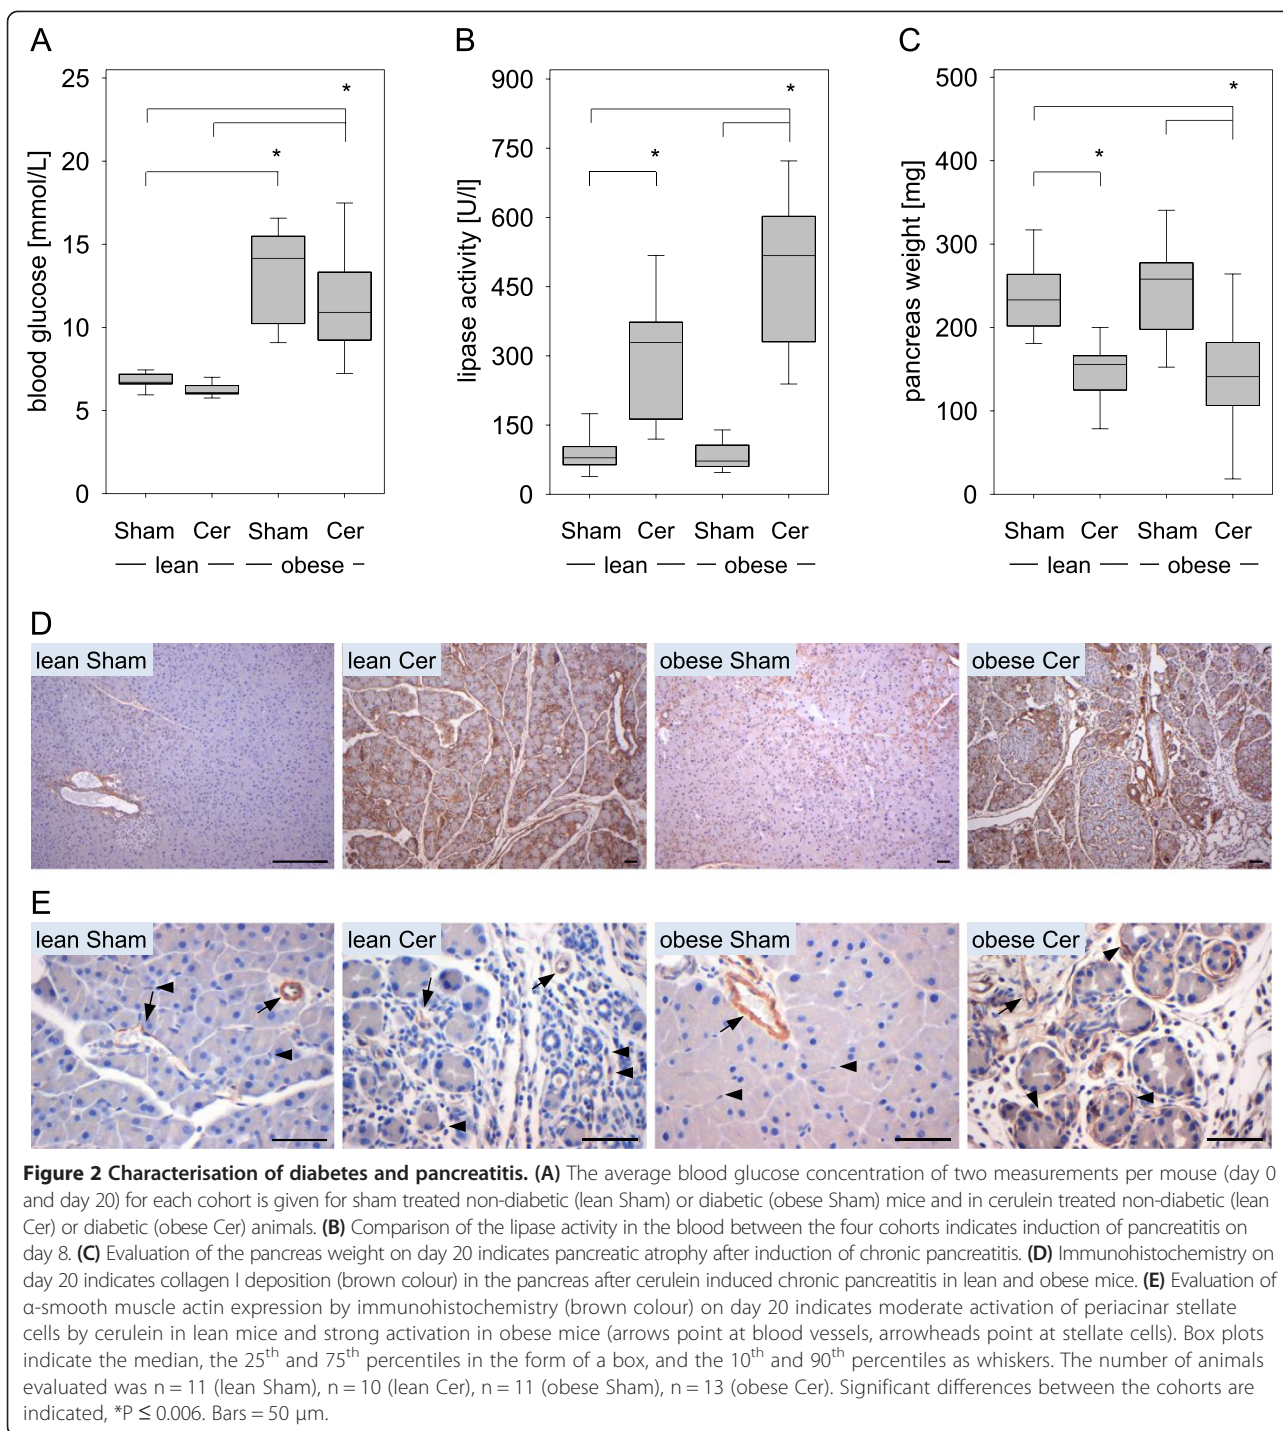 A
B
C
blood glucose [mmol/L]
25
20
15
10
5
0
*
*
Sham Cer Sham Cer
lean obese
lipase activity [U/l]
900
750
600
450
300
150
0
*
*
Sham Cer Sham Cer
lean obese
pancreas weight [mg]
500
400
300
200
100
0
*
*
Sham Cer Sham Cer
lean obese
D
lean Sham
lean Cer
obese Sham
obese Cer
E
lean Sham
lean Cer
obese Sham
obese Cer
Figure 2 Characterisation of diabetes and pancreatitis. (A) The average blood glucose concentration of two measurements per mouse (day 0
and day 20) for each cohort is given for sham treated non-diabetic (lean Sham) or diabetic (obese Sham) mice and in cerulein treated non-diabetic (lean
Cer) or diabetic (obese Cer) animals. (B) Comparison of the lipase activity in the blood between the four cohorts indicates induction of pancreatitis on
day 8. (C) Evaluation of the pancreas weight on day 20 indicates pancreatic atrophy after induction of chronic pancreatitis. (D) Immunohistochemistry on
day 20 indicates collagen I deposition (brown colour) in the pancreas after cerulein induced chronic pancreatitis in lean and obese mice. (E) Evaluation of
α-smooth muscle actin expression by immunohistochemistry (brown colour) on day 20 indicates moderate activation of periacinar stellate
cells by cerulein in lean mice and strong activation in obese mice (arrows point at blood vessels, arrowheads point at stellate cells). Box plots
indicate the median, the 25th and 75th percentiles in the form of a box, and the 10th and 90th percentiles as whiskers. The number of animals
evaluated was n = 11 (lean Sham), n = 10 (lean Cer), n = 11 (obese Sham), n = 13 (obese Cer). Significant differences between the cohorts are
indicated, *P ≤ 0.006. Bars = 50 μm.